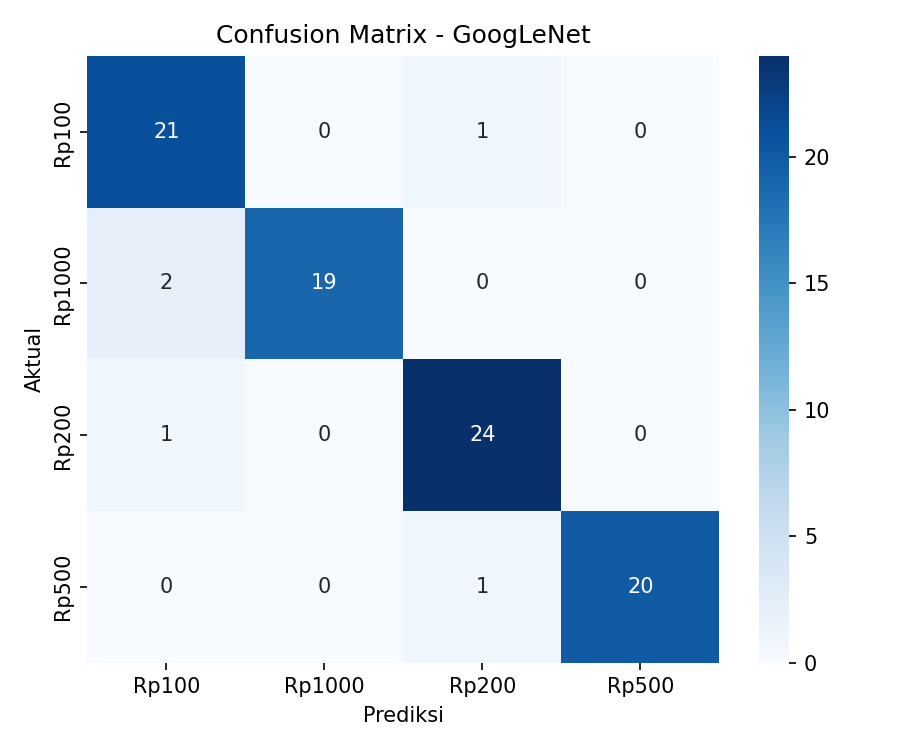 Confusion Matrix - GoogLeNet
Aktual
Rp100
21 0 1 0
Rp1000
2 19 0 0
Rp200
1 0 24 0
Rp500
0 0 1 20
Rp100 Rp1000 Rp200 Rp500
Prediksi
20
15
10
5
0